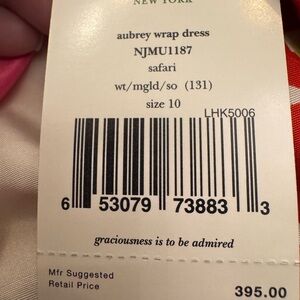 NEW YORK
aubrey wrap dress
NJMU1187
safari
wt/mgld/so (131)
size 10
LHK5006
6 53079 73883 3
graciousness is to be admired
Mfr Suggested
Retail Price
395.00